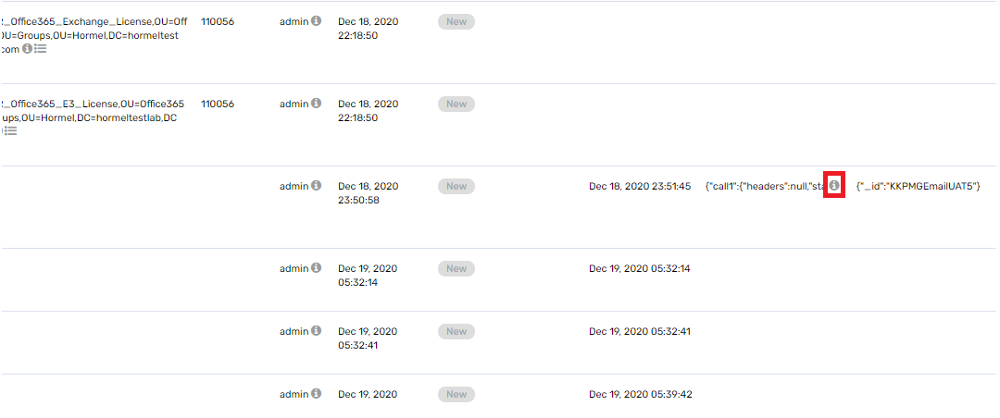 2_Office365_Exchange_License,OU=Off 110056 admin Dec 18, 2020 New
OU=Groups,OU=Hormel,DC=hormeltest 22:18:50
com
2_Office365_E3_License,OU=Office365 110056 admin Dec 18, 2020 New
ups,OU=Hormel,DC=hormeltestlab,DC 22:18:50
admin Dec 18, 2020 New Dec 18, 2020 23:51:45 {"call1":{"headers":null,"sta {"_id":"KKPMGEmailUAT5"}
23:50:58
admin Dec 19, 2020 New Dec 19, 2020 05:32:14
05:32:14
admin Dec 19, 2020 New Dec 19, 2020 05:32:41
05:32:41
admin Dec 19, 2020 New Dec 19, 2020 05:39:42